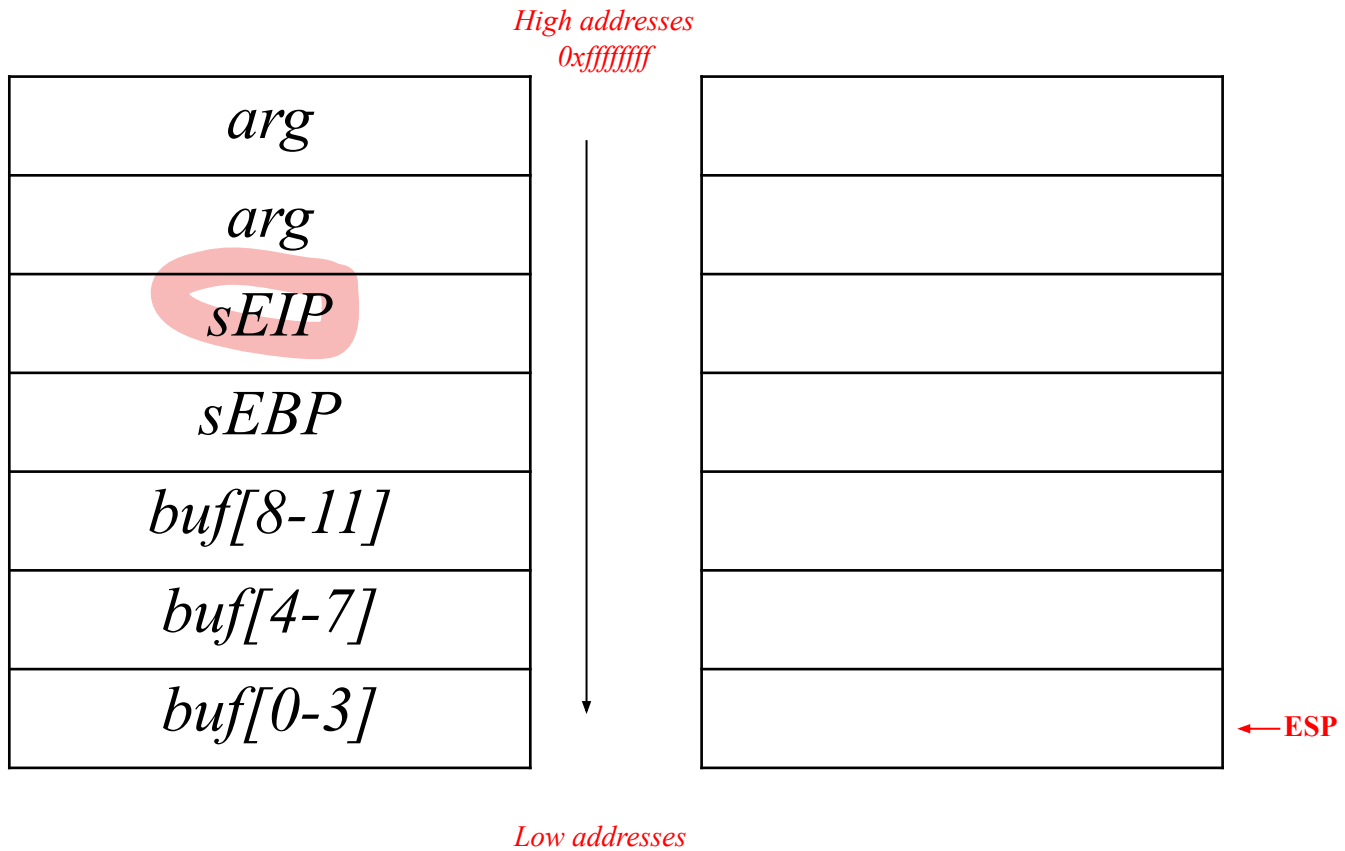 High addresses
0xffffffff
arg
arg
sEIP
sEBP
buf[8-11]
buf[4-7]
buf[0-3]
ESP
Low addresses